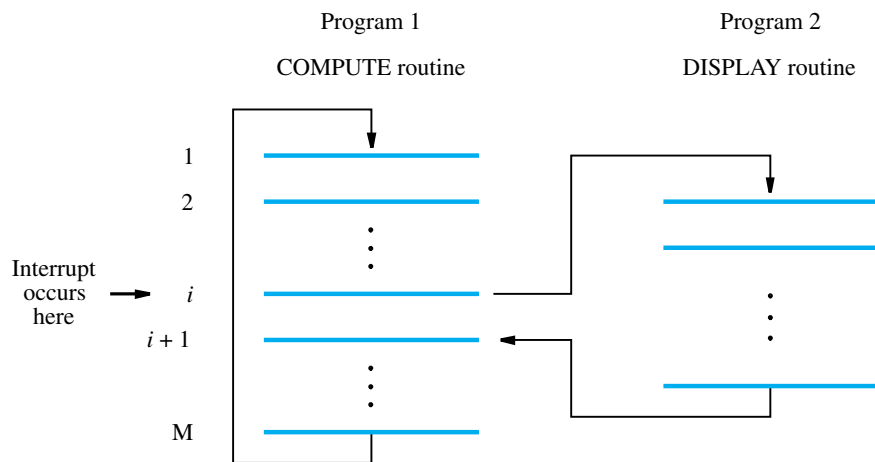 Program 1
COMPUTE routine
Program 2
DISPLAY routine
1
2
Interrupt
occurs
here
i
i + 1
M